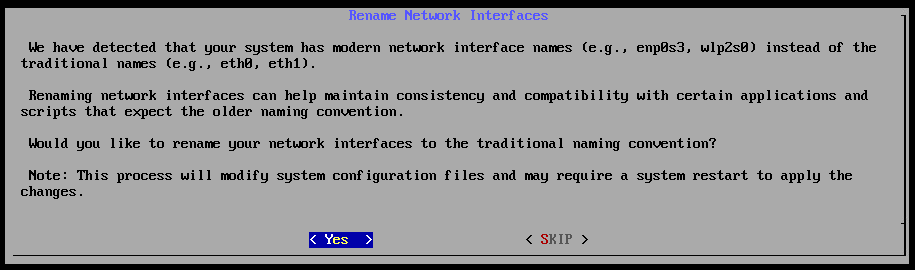 Rename Network Interfaces
We have detected that your system has modern network interface names (e.g., enp0s3, wlp2s0) instead of the
traditional names (e.g., eth0, eth1).
Renaming network interfaces can help maintain consistency and compatibility with certain applications and
scripts that expect the older naming convention.
Would you like to rename your network interfaces to the traditional naming convention?
Note: This process will modify system configuration files and may require a system restart to apply the
changes.
< Yes > < SKIP >